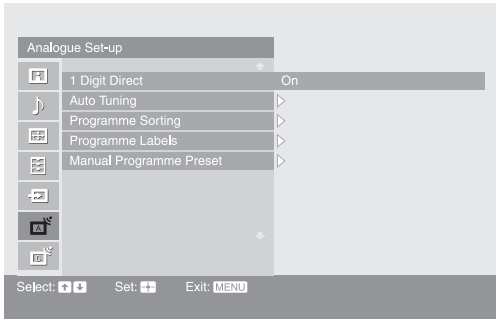 Analogue Set-up
1 Digit Direct On
Auto Tuning
Programme Sorting
Programme Labels
Manual Programme Preset
A
Select: Set: Exit: MENU